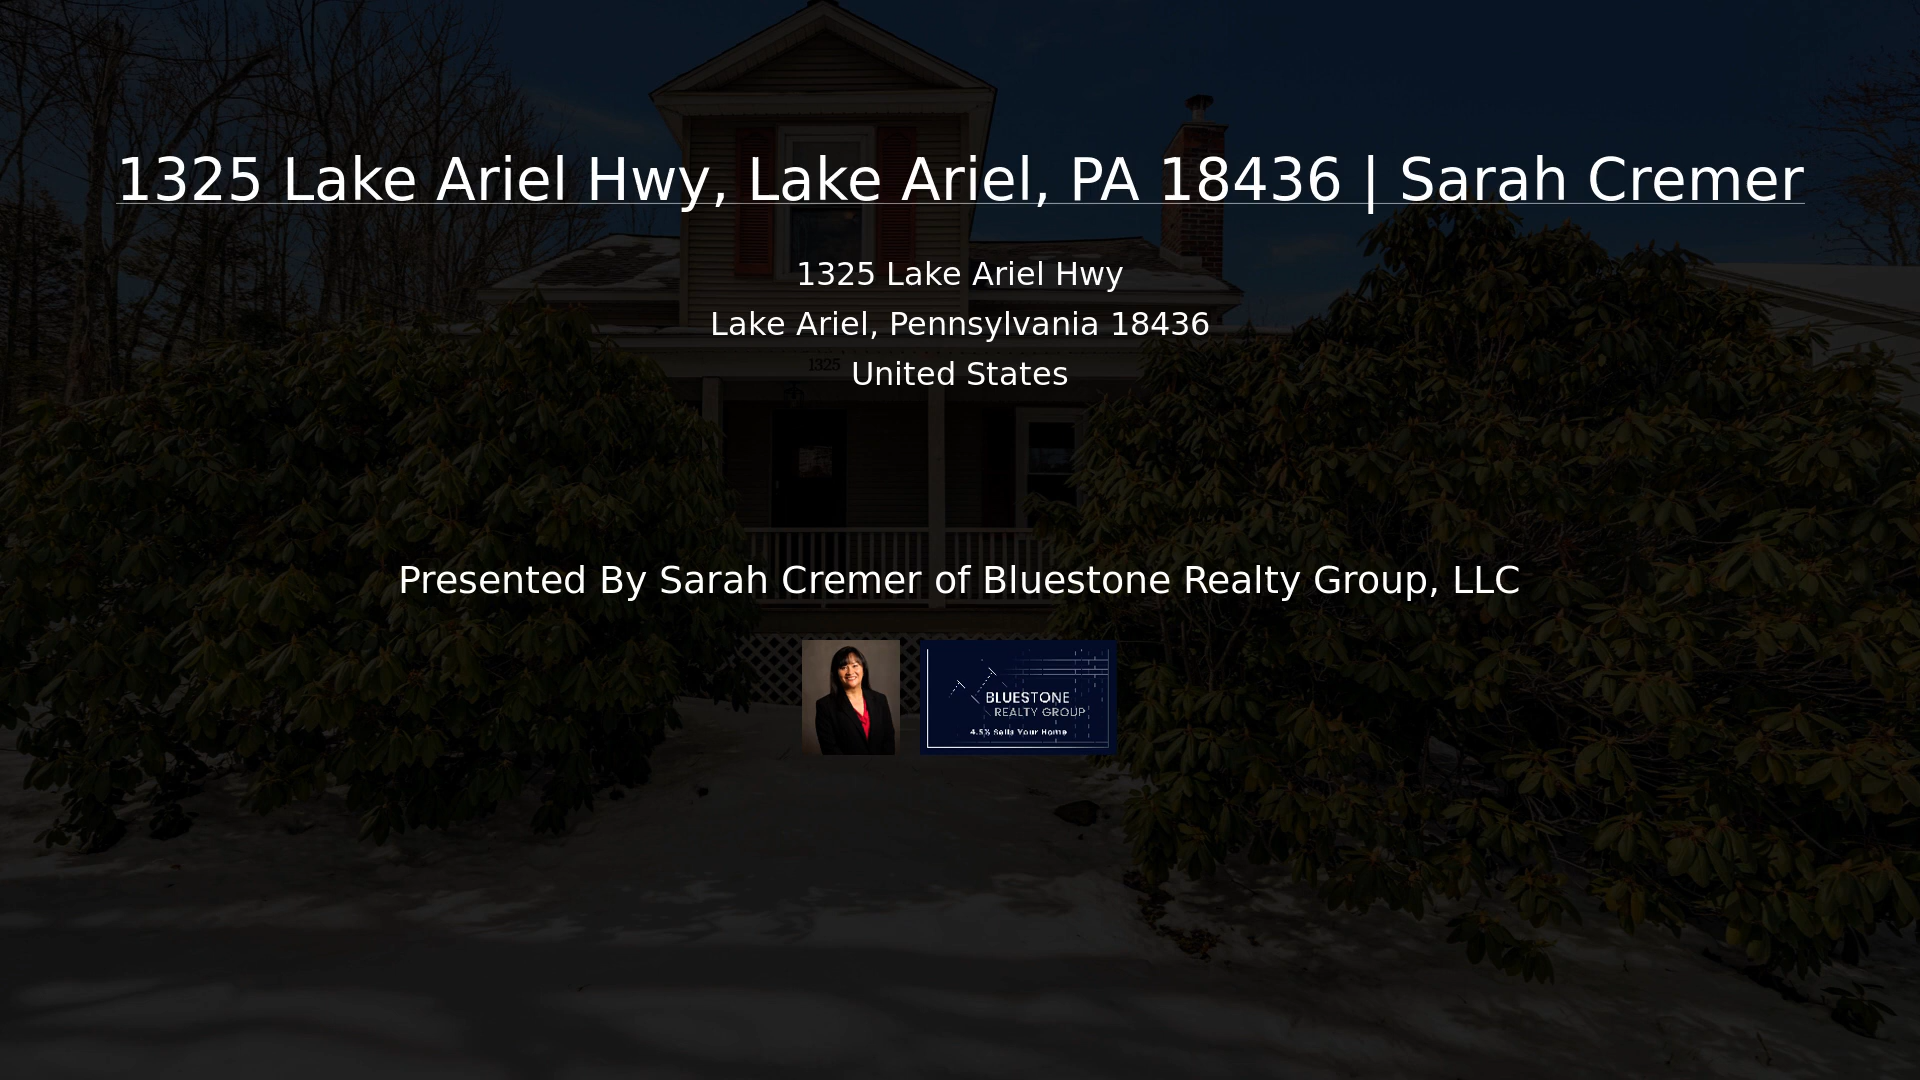 1325 Lake Ariel Hwy, Lake Ariel, PA 18436 | Sarah Cremer
1325 Lake Ariel Hwy
Lake Ariel, Pennsylvania 18436
1325
United States
Presented By Sarah Cremer of Bluestone Realty Group, LLC
BLUESTONE
REALTY GROUP
4.5% Sells Your Home